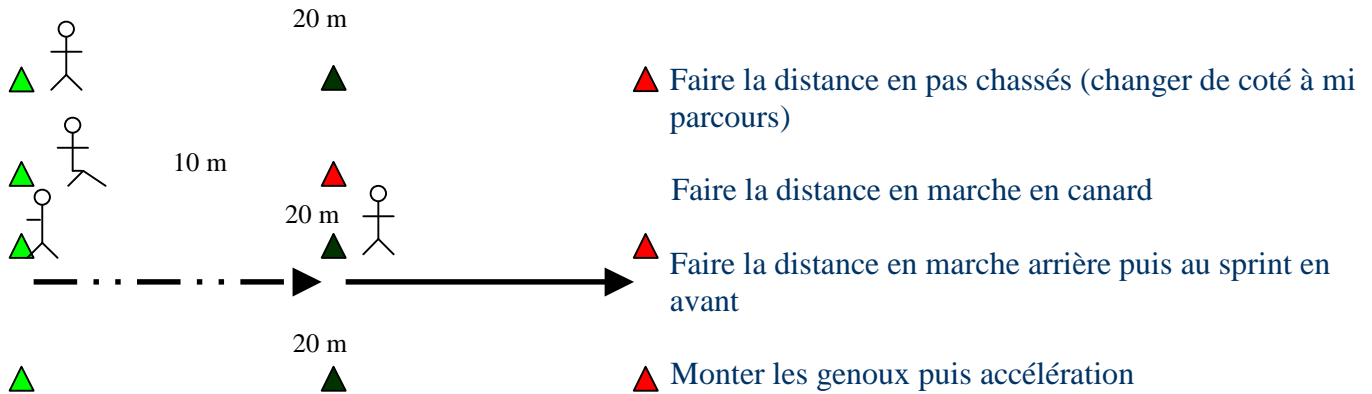 20 m
Faire la distance en pas chassés (changer de coté à mi
parcours)
10 m
Faire la distance en marche en canard
20 m
Faire la distance en marche arrière puis au sprint en
avant
20 m
Monter les genoux puis accélération